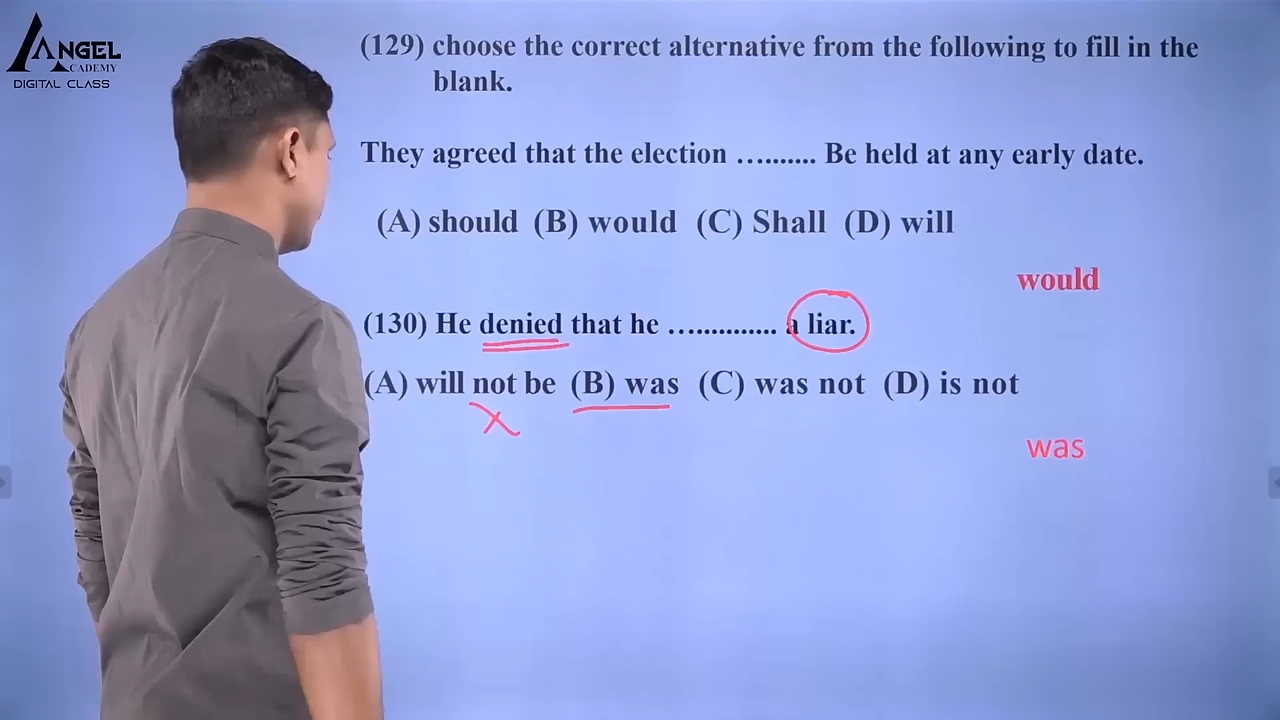 ANGEL
ACADEMY
DIGITAL CLASS
(129) choose the correct alternative from the following to fill in the
blank.
They agreed that the election …....... Be held at any early date.
(A) should (B) would (C) Shall (D) will
would
(130) He denied that he …............ a liar.
(A) will not be (B) was (C) was not (D) is not
was